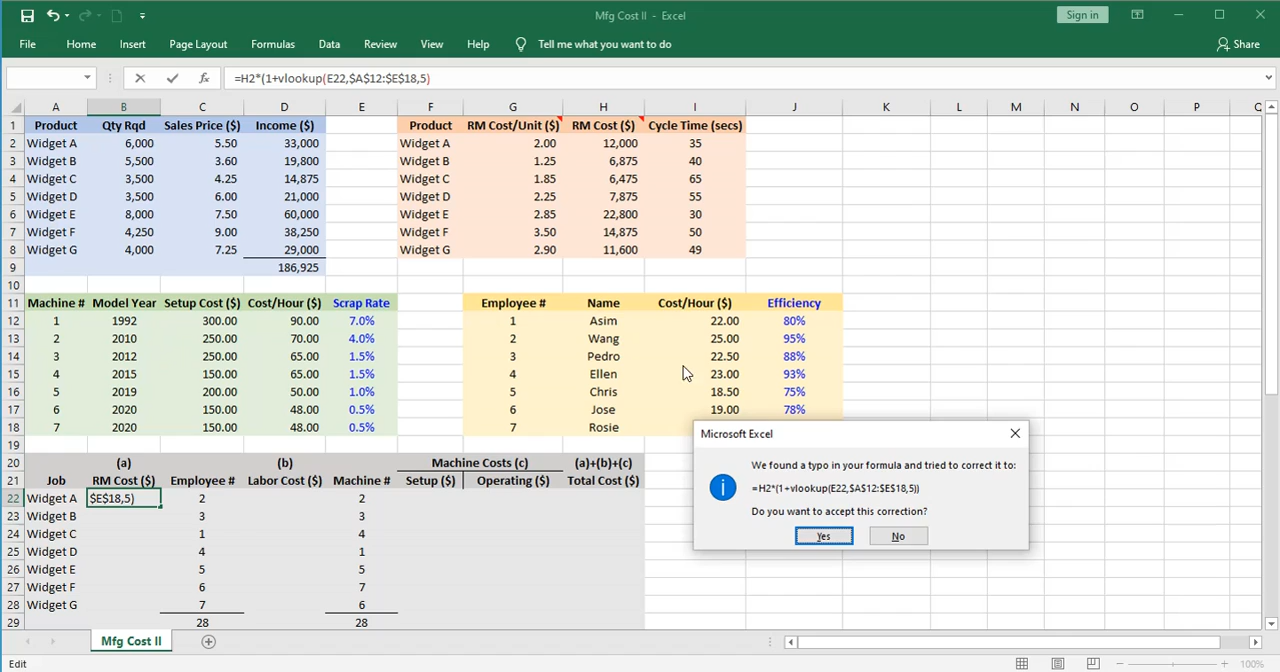 Mfg Cost II - Excel
Sign in
File Home Insert Page Layout Formulas Data Review View Help Tell me what you want to do
Share
fx =H2*(1+vlookup(E22,$A$12:$E$18,5)
A B C D E F G H I J K L M N O P
1 Product Qty Rqd Sales Price ($) Income ($) Product RM Cost/Unit ($) RM Cost ($) Cycle Time (secs)
2 Widget A 6,000 5.50 33,000 Widget A 2.00 12,000 35
3 Widget B 5,500 3.60 19,800 Widget B 1.25 6,875 40
4 Widget C 3,500 4.25 14,875 Widget C 1.85 6,475 65
5 Widget D 3,500 6.00 21,000 Widget D 2.25 7,875 55
6 Widget E 8,000 7.50 60,000 Widget E 2.85 22,800 30
7 Widget F 4,250 9.00 38,250 Widget F 3.50 14,875 50
8 Widget G 4,000 7.25 29,000 Widget G 2.90 11,600 49
9 186,925
10
11 Machine # Model Year Setup Cost ($) Cost/Hour ($) Scrap Rate Employee # Name Cost/Hour ($) Efficiency
12 1 1992 300.00 90.00 7.0% 1 Asim 22.00 80%
13 2 2010 250.00 70.00 4.0% 2 Wang 25.00 95%
14 3 2012 250.00 65.00 1.5% 3 Pedro 22.50 88%
15 4 2015 150.00 65.00 1.5% 4 Ellen 23.00 93%
16 5 2019 200.00 50.00 1.0% 5 Chris 18.50 75%
17 6 2020 150.00 48.00 0.5% 6 Jose 19.00 78%
18 7 2020 150.00 48.00 0.5% 7 Rosie
19
20 (a) (b) Machine Costs (c) (a)+(b)+(c)
21 Job RM Cost ($) Employee # Labor Cost ($) Machine # Setup ($) Operating ($) Total Cost ($)
22 Widget A $E$18,5) 2 2
23 Widget B 3 3
24 Widget C 1 4
25 Widget D 4 1
26 Widget E 5 5
27 Widget F 6 7
28 Widget G 7 6
29 28 28
Microsoft Excel
We found a typo in your formula and tried to correct it to:
=H2*(1+vlookup(E22,$A$12:$E$18,5))
Do you want to accept this correction?
Yes No
Mfg Cost II
Edit
100%